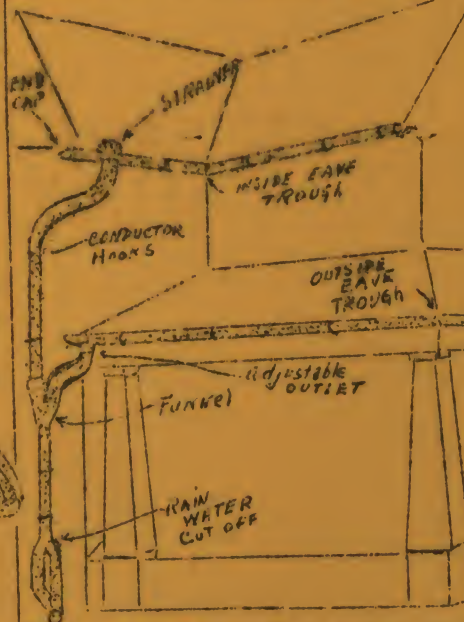 END
CAP
STRAINER
INSIDE EAVE
TROUGH
CONDUCTOR
HOOKS
OUTSIDE
EAVE
TROUGH
Adjustable
OUTLET
FUNNEl
RAIN
WATER
CUT OFF